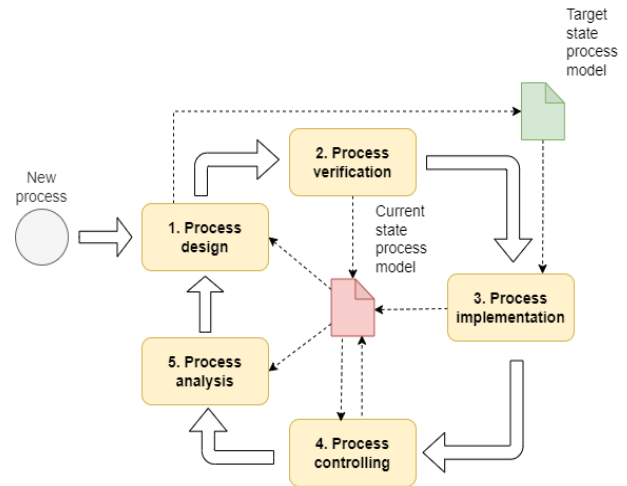 Target
state
process
model
2. Process
verification
New
process
1. Process
design
Current
state
process
model
3. Process
implementation
5. Process
analysis
4. Process
controlling